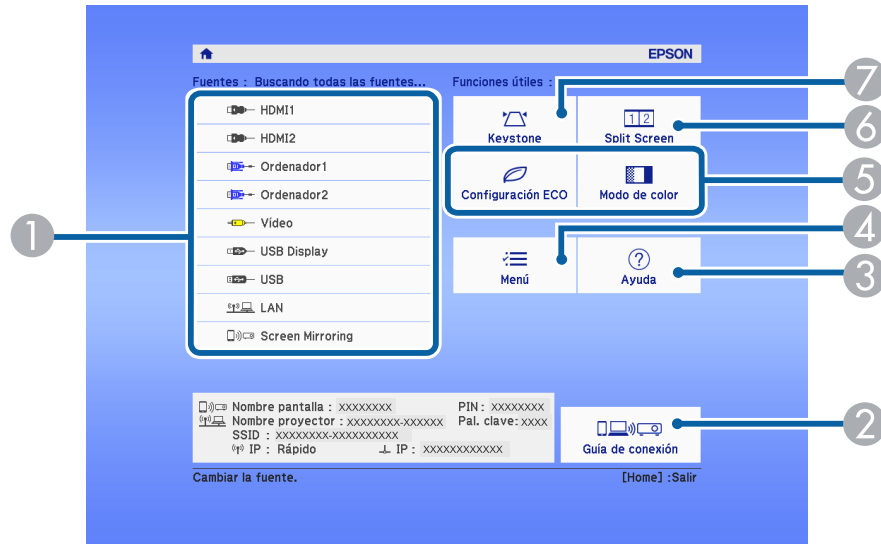 EPSON
Fuentes : Buscando todas las fuentes...
Funciones útiles :
HDMI1
HDMI2
Ordenador1
Ordenador2
Vídeo
USB Display
USB
LAN
Screen Mirroring
Keystone
1 2
Split Screen
Configuración ECO
Modo de color
Menú
?
Ayuda
Nombre pantalla : XXXXXXXX
PIN : XXXXXXXX
Nombre proyector : XXXXXXXX-XXXXXX
Pal. clave: XXXX
SSID : XXXXXXXX-XXXXXXXXXX
IP : Rápido
IP : XXXXXXXXXXXX
Guía de conexión
Cambiar la fuente.
[Home] :Salir
1
7
6
5
4
3
2